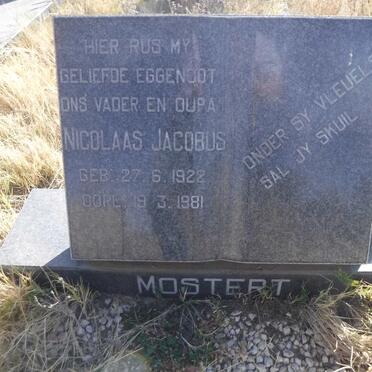 HIER RUS MY
GELIEFDE EGGENOOT
ONS VADER EN OUPA
NICOLAAS JACOBUS
GEB. 27. 6. 1922
OORL. 19. 3. 1981
ONDER SY VLEUELS
SAL JY SKUIL
MOSTERT